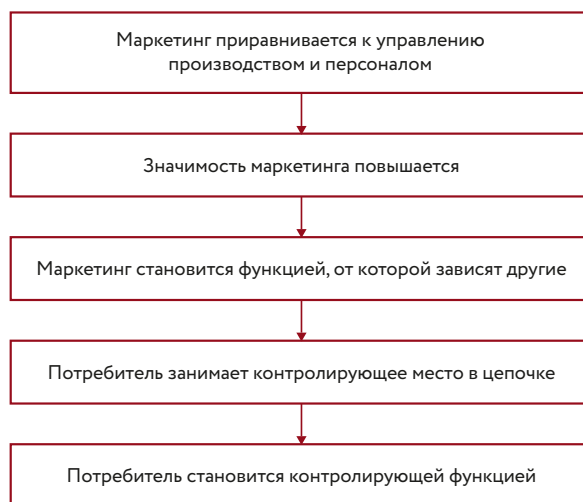 Маркетинг приравнивается к управлению
производством и персоналом
Значимость маркетинга повышается
Маркетинг становится функцией, от которой зависят другие
Потребитель занимает контролирующее место в цепочке
Потребитель становится контролирующей функцией